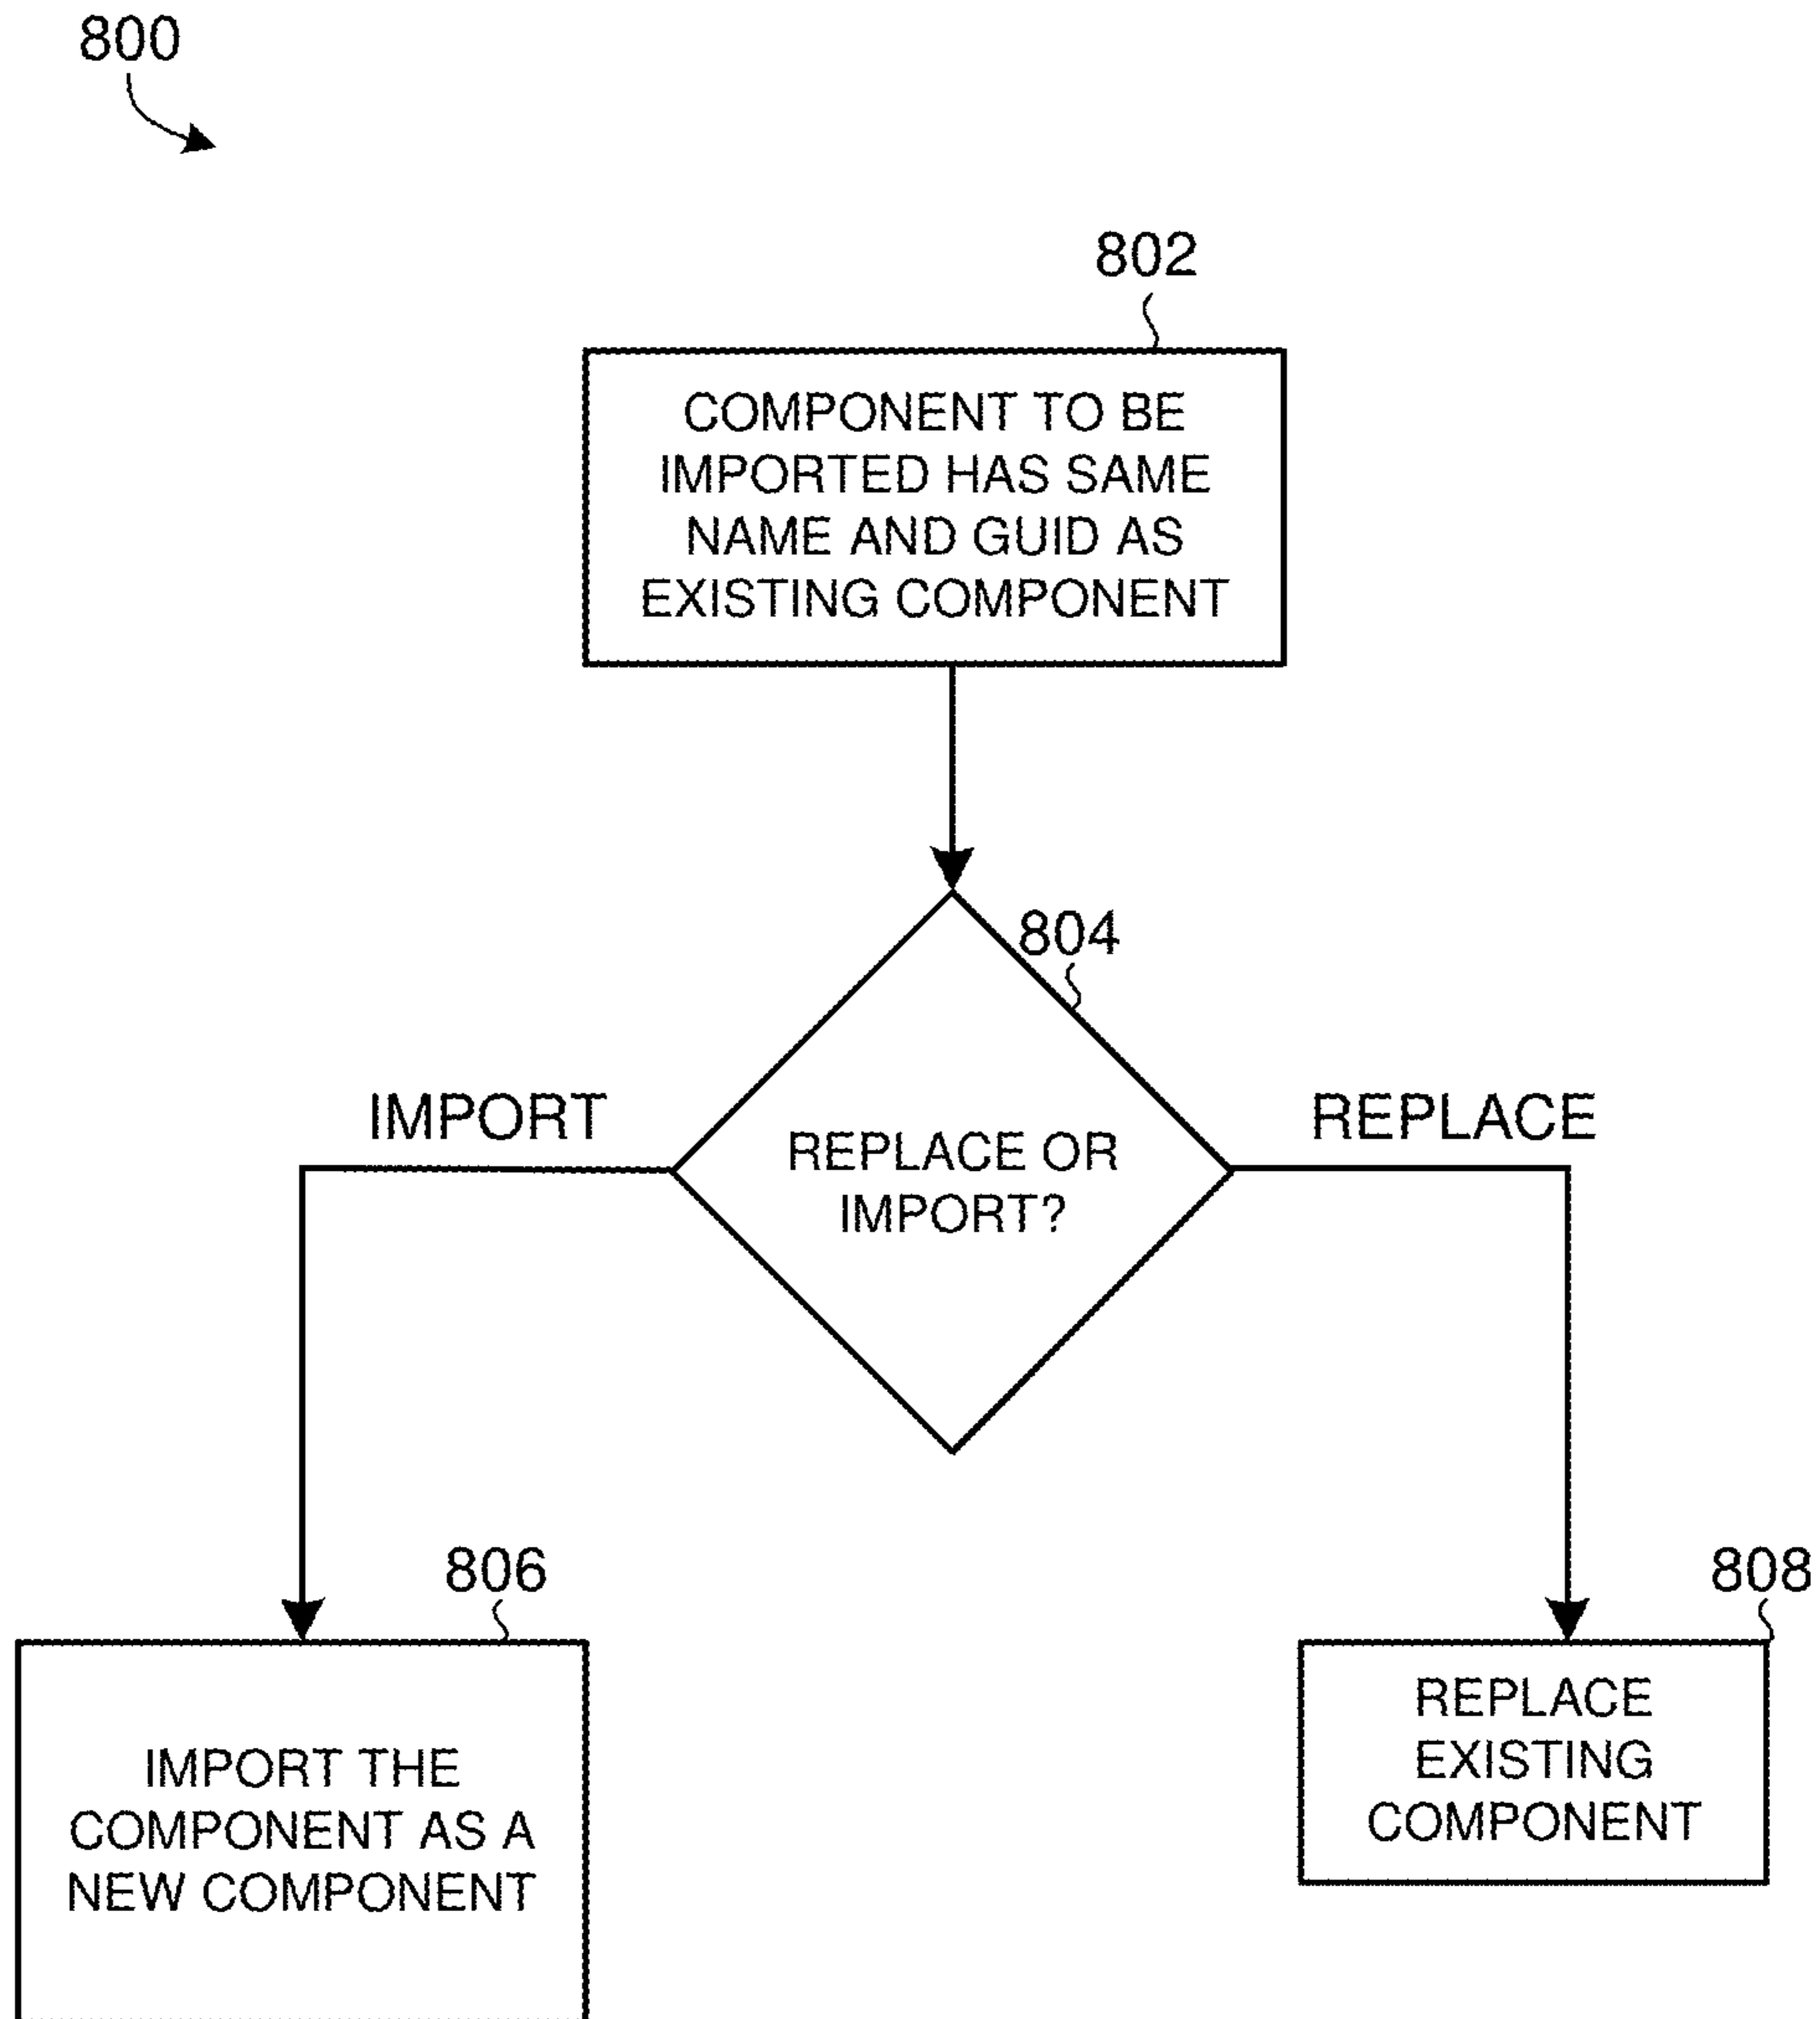 800
802
COMPONENT TO BE
IMPORTED HAS SAME
NAME AND GUID AS
EXISTING COMPONENT
804
IMPORT
REPLACE
REPLACE OR
IMPORT?
806
808
IMPORT THE
COMPONENT AS A
NEW COMPONENT
REPLACE
EXISTING
COMPONENT